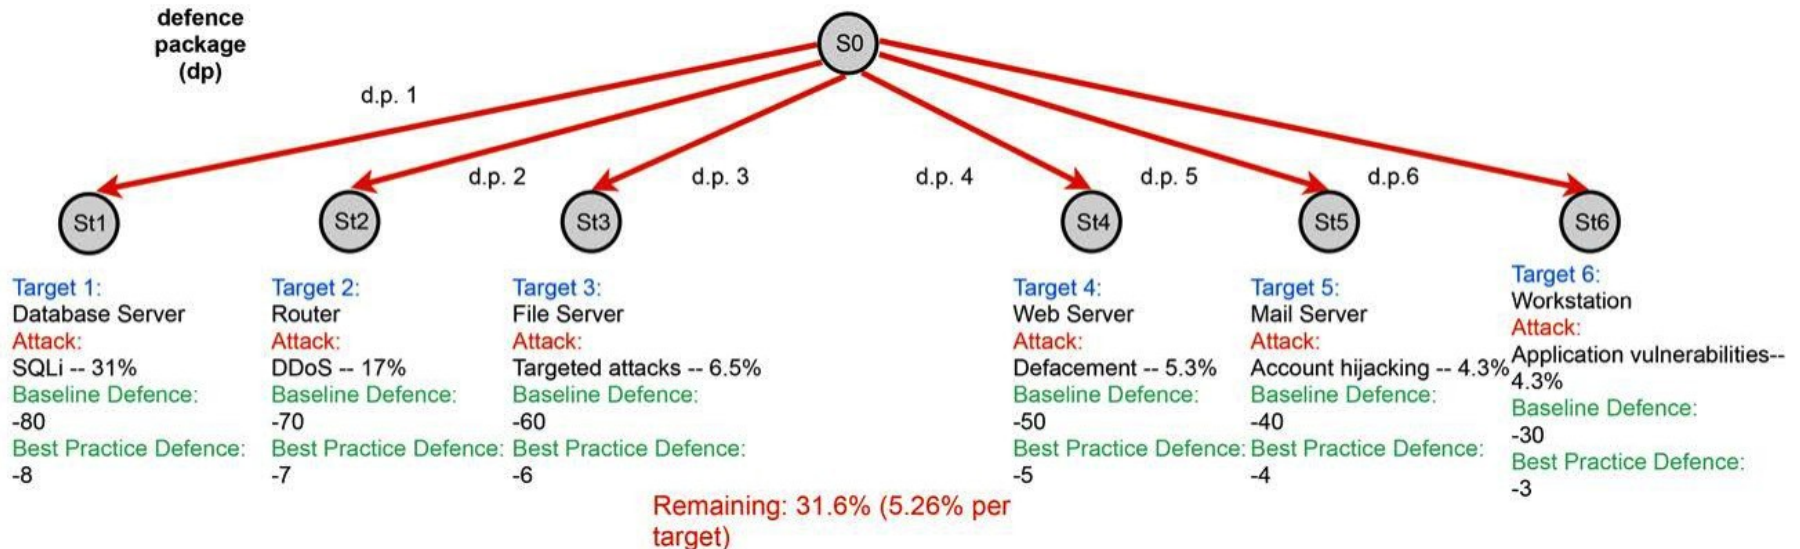 defence
package
(dp)
S0
d.p. 1
d.p. 2
d.p. 3
d.p. 4
d.p. 5
d.p.6
St1
St2
St3
St4
St5
St6
Target 1:
Database Server
Attack:
SQLi -- 31%
Baseline Defence:
-80
Best Practice Defence:
-8
Target 2:
Router
Attack:
DDoS -- 17%
Baseline Defence:
-70
Best Practice Defence:
-7
Target 3:
File Server
Attack:
Targeted attacks -- 6.5%
Baseline Defence:
-60
Best Practice Defence:
-6
Target 4:
Web Server
Attack:
Defacement -- 5.3%
Baseline Defence:
-50
Best Practice Defence:
-5
Target 5:
Mail Server
Attack:
Account hijacking -- 4.3%
Baseline Defence:
-40
Best Practice Defence:
-4
Target 6:
Workstation
Attack:
Application vulnerabilities--
4.3%
Baseline Defence:
-30
Best Practice Defence:
-3
Remaining: 31.6% (5.26% per
target)